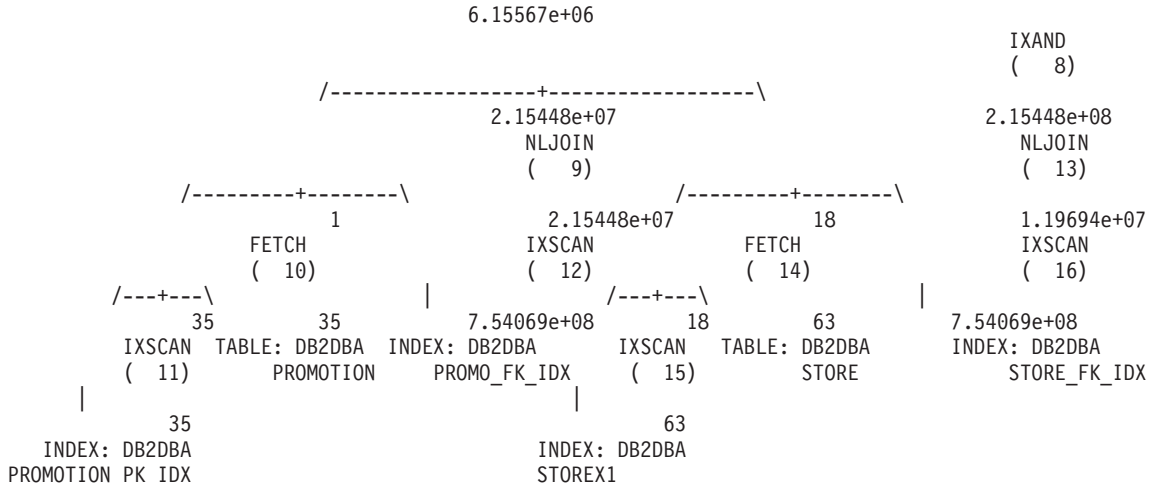 6.15567e+06
IXAND
( 8)
/------------------+------------------\
2.15448e+07 2.15448e+08
NLJOIN NLJOIN
( 9) ( 13)
/---------+--------\ /---------+--------\
1 2.15448e+07 18 1.19694e+07
FETCH IXSCAN FETCH IXSCAN
( 10) ( 12) ( 14) ( 16)
/---+---\ | /---+---\ |
35 35 7.54069e+08 18 63 7.54069e+08
IXSCAN TABLE: DB2DBA INDEX: DB2DBA IXSCAN TABLE: DB2DBA INDEX: DB2DBA
( 11) PROMOTION PROMO_FK_IDX ( 15) STORE STORE_FK_IDX
| |
35 63
INDEX: DB2DBA INDEX: DB2DBA
PROMOTION PK IDX STOREX1